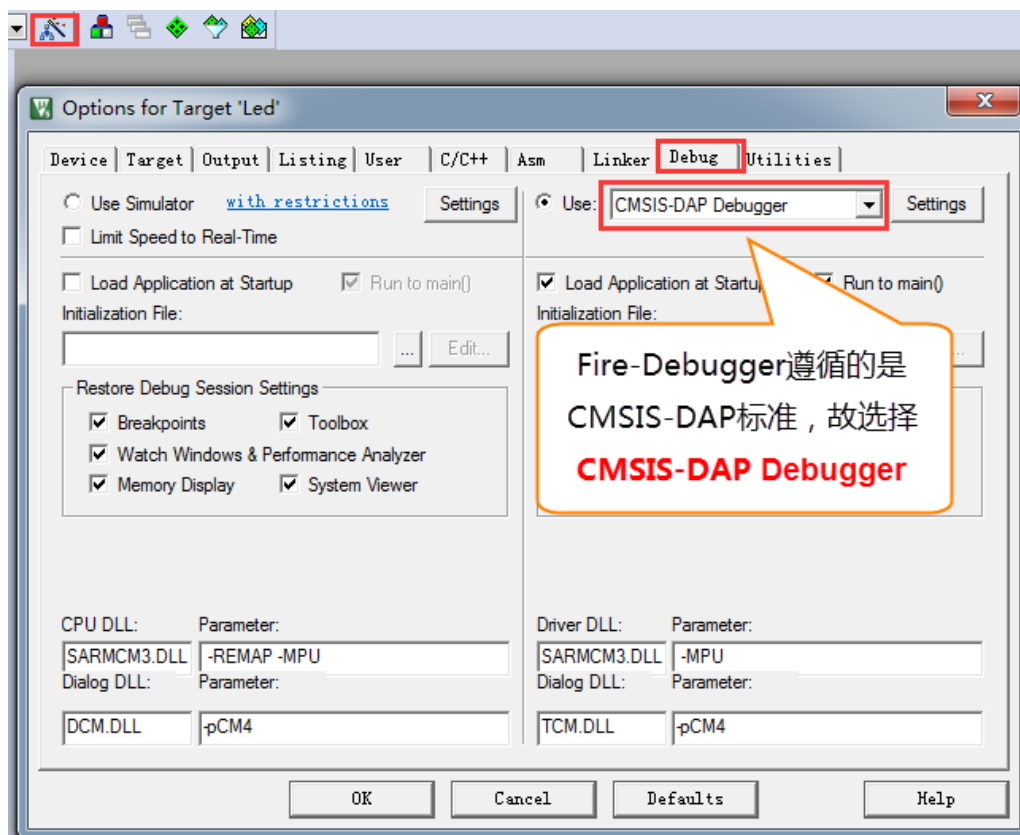 Options for Target 'Led'
Device Target Output Listing User C/C++ Asm Linker Debug Utilities
Use Simulator with restrictions Settings Use: CMSIS-DAP Debugger Settings
Limit Speed to Real-Time
Load Application at Startup Run to main() Load Application at Startup Run to main()
Initialization File: Initialization File:
... Edit... ...
Fire-Debugger遵循的是
CMSIS-DAP标准，故选择
CMSIS-DAP Debugger
Restore Debug Session Settings
Breakpoints Toolbox
Watch Windows & Performance Analyzer
Memory Display System Viewer
CPU DLL: Parameter: Driver DLL: Parameter:
SARMCM3.DLL -REMAP -MPU SARMCM3.DLL -MPU
Dialog DLL: Parameter: Dialog DLL: Parameter:
DCM.DLL -pCM4 TCM.DLL -pCM4
OK Cancel Defaults Help